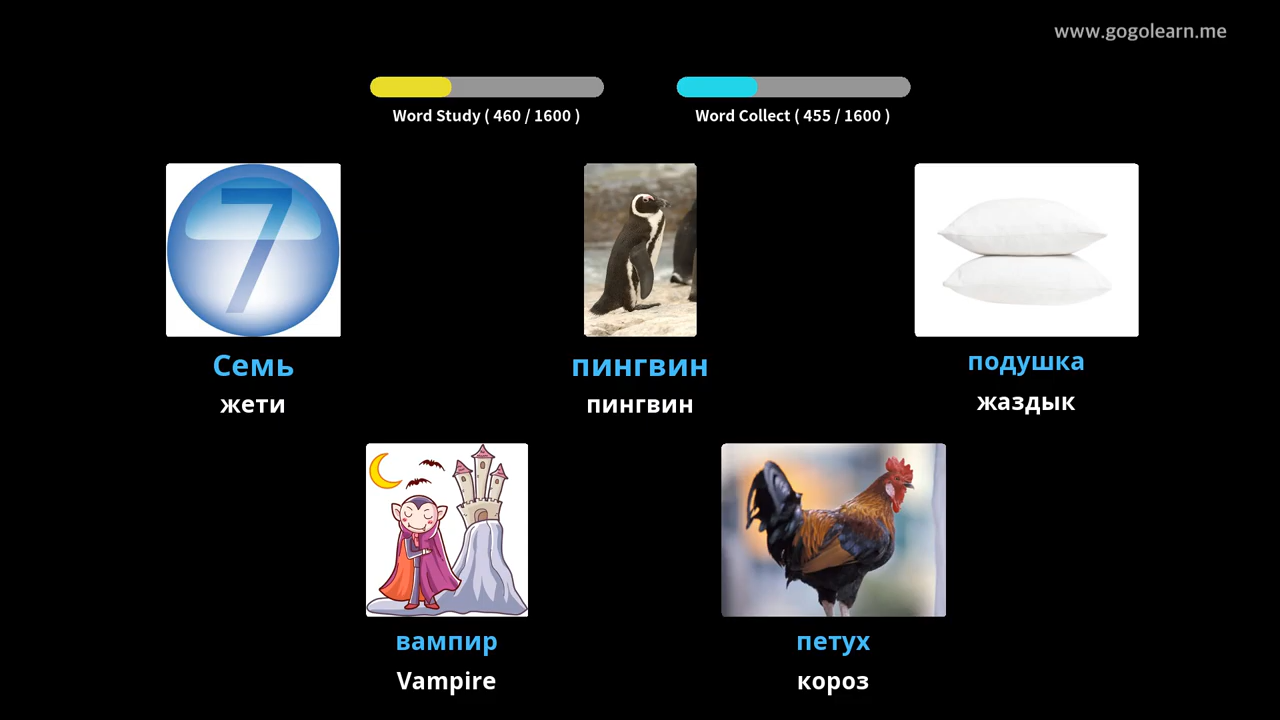 www.gogolearn.me
Word Study ( 460 / 1600 )
Word Collect ( 455 / 1600 )
7
Семь
жети
пингвин
пингвин
подушка
жаздык
вампир
Vampire
петух
короз